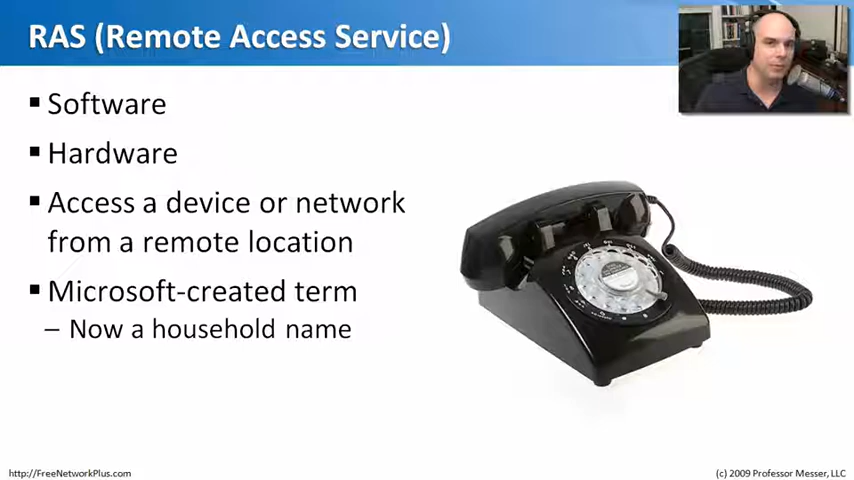 RAS (Remote Access Service)
▪ Software
▪ Hardware
▪ Access a device or network
from a remote location
▪ Microsoft-created term
– Now a household name
http://FreeNetworkPlus.com
(c) 2009 Professor Messer, LLC